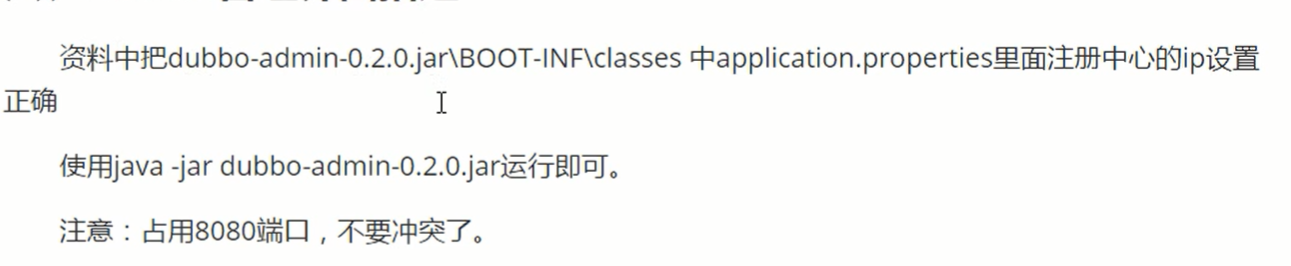 资料中把dubbo-admin-0.2.0.jar\BOOT-INF\classes 中application.properties里面注册中心的ip设置
正确
使用java -jar dubbo-admin-0.2.0.jar运行即可。
注意：占用8080端口，不要冲突了。